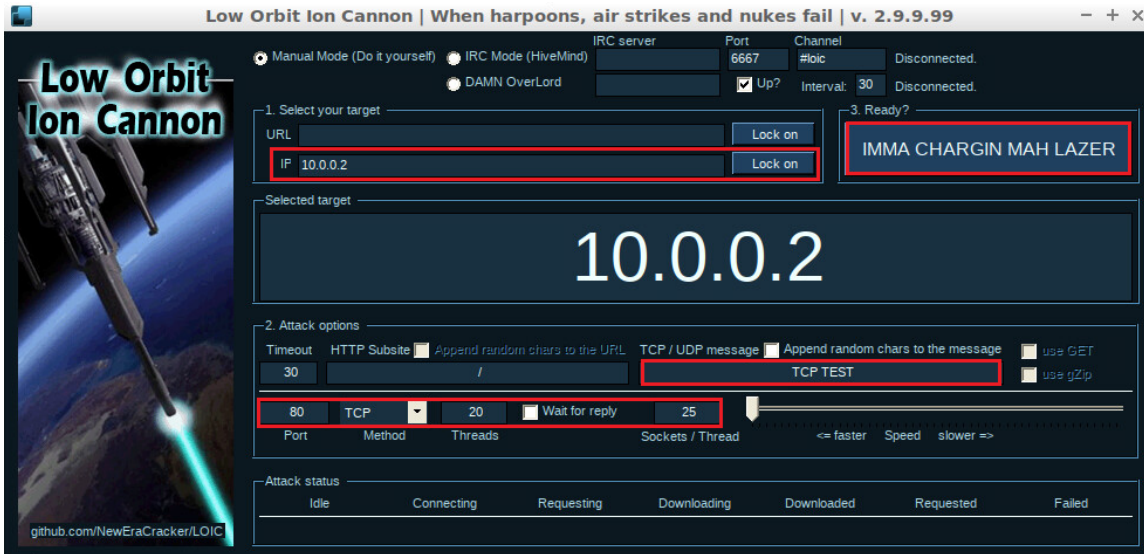 Low Orbit Ion Cannon | When harpoons, air strikes and nukes fail | v. 2.9.9.99
Low Orbit
Ion Cannon
github.com/NewEraCracker/LOIC
IRC server Port Channel
Manual Mode (Do it yourself) IRC Mode (HiveMind) 6667 #loic Disconnected.
DAMN OverLord Up? Interval: 30 Disconnected.
1. Select your target
URL Lock on
IP 10.0.0.2 Lock on
3. Ready?
IMMA CHARGIN MAH LAZER
Selected target
10.0.0.2
2. Attack options
Timeout HTTP Subsite Append random chars to the URL TCP / UDP message Append random chars to the message use GET
30 / TCP TEST use gZip
80 TCP 20 Wait for reply 25
Port Method Threads Sockets / Thread <= faster Speed slower =>
Attack status
Idle Connecting Requesting Downloading Downloaded Requested Failed